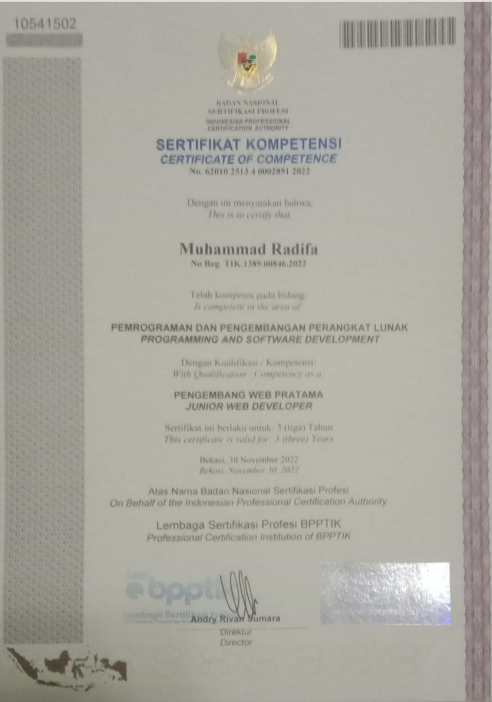 10541502
BADAN NASIONAL
SERTIFIKASI PROFESI
INDONESIAN PROFESSIONAL
CERTIFICATION AUTHORITY
SERTIFIKAT KOMPETENSI
CERTIFICATE OF COMPETENCE
No. 62010 2513 4 0002851 2022
Dengan ini menyatakan bahwa,
This is to certify that,
Muhammad Radifa
No Reg. TIK.1389.00846.2022
Telah kompeten pada bidang:
Is competent in the area of:
PEMROGRAMAN DAN PENGEMBANGAN PERANGKAT LUNAK
PROGRAMMING AND SOFTWARE DEVELOPMENT
Dengan Kualifikasi / Kompetensi:
With Qualification / Competency as a:
PENGEMBANG WEB PRATAMA
JUNIOR WEB DEVELOPER
Sertifikat ini berlaku untuk: 3 (tiga) Tahun
This certificate is valid for: 3 (three) Years
Bekasi, 30 November 2022
Bekasi, November 30, 2022
Atas Nama Badan Nasional Sertifikasi Profesi
On Behalf of the Indonesian Professional Certification Authority
Lembaga Sertifikasi Profesi BPPTIK
Professional Certification Institution of BPPTIK
bpptik
Lembaga Sertifi
Andry Rivan Sumara
Direktur
Director